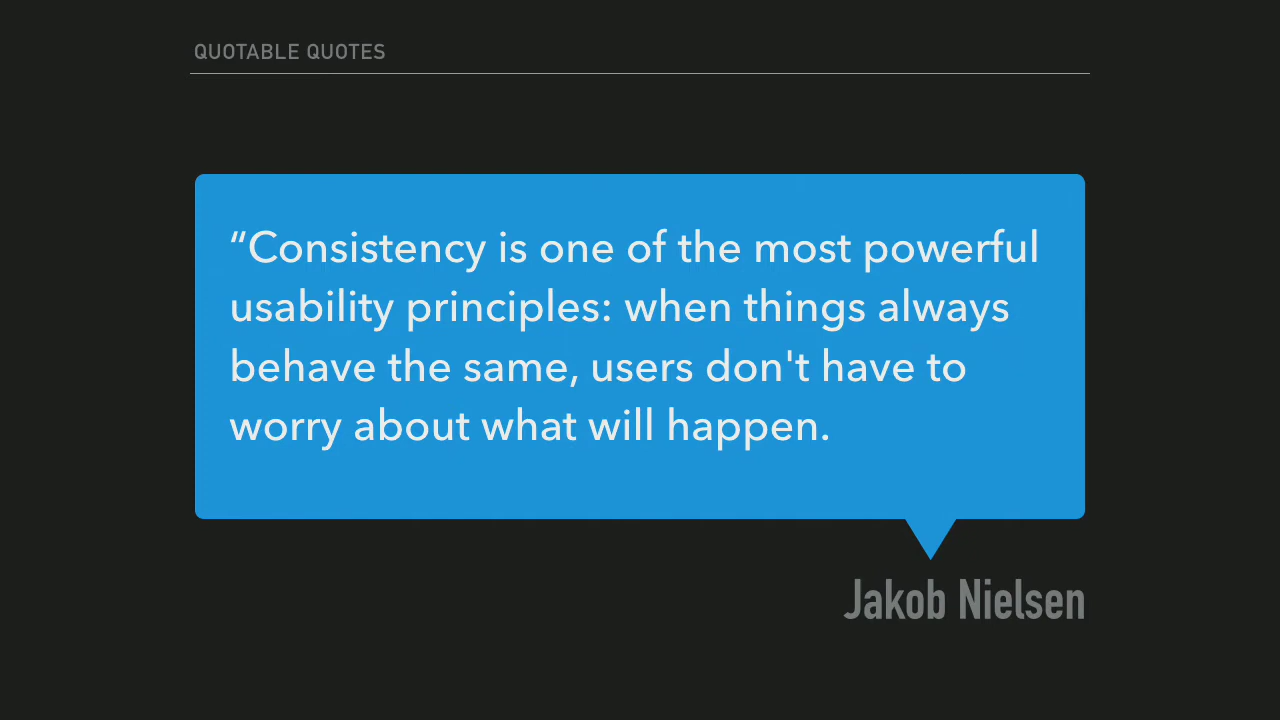 QUOTABLE QUOTES
“Consistency is one of the most powerful
usability principles: when things always
behave the same, users don't have to
worry about what will happen.
Jakob Nielsen